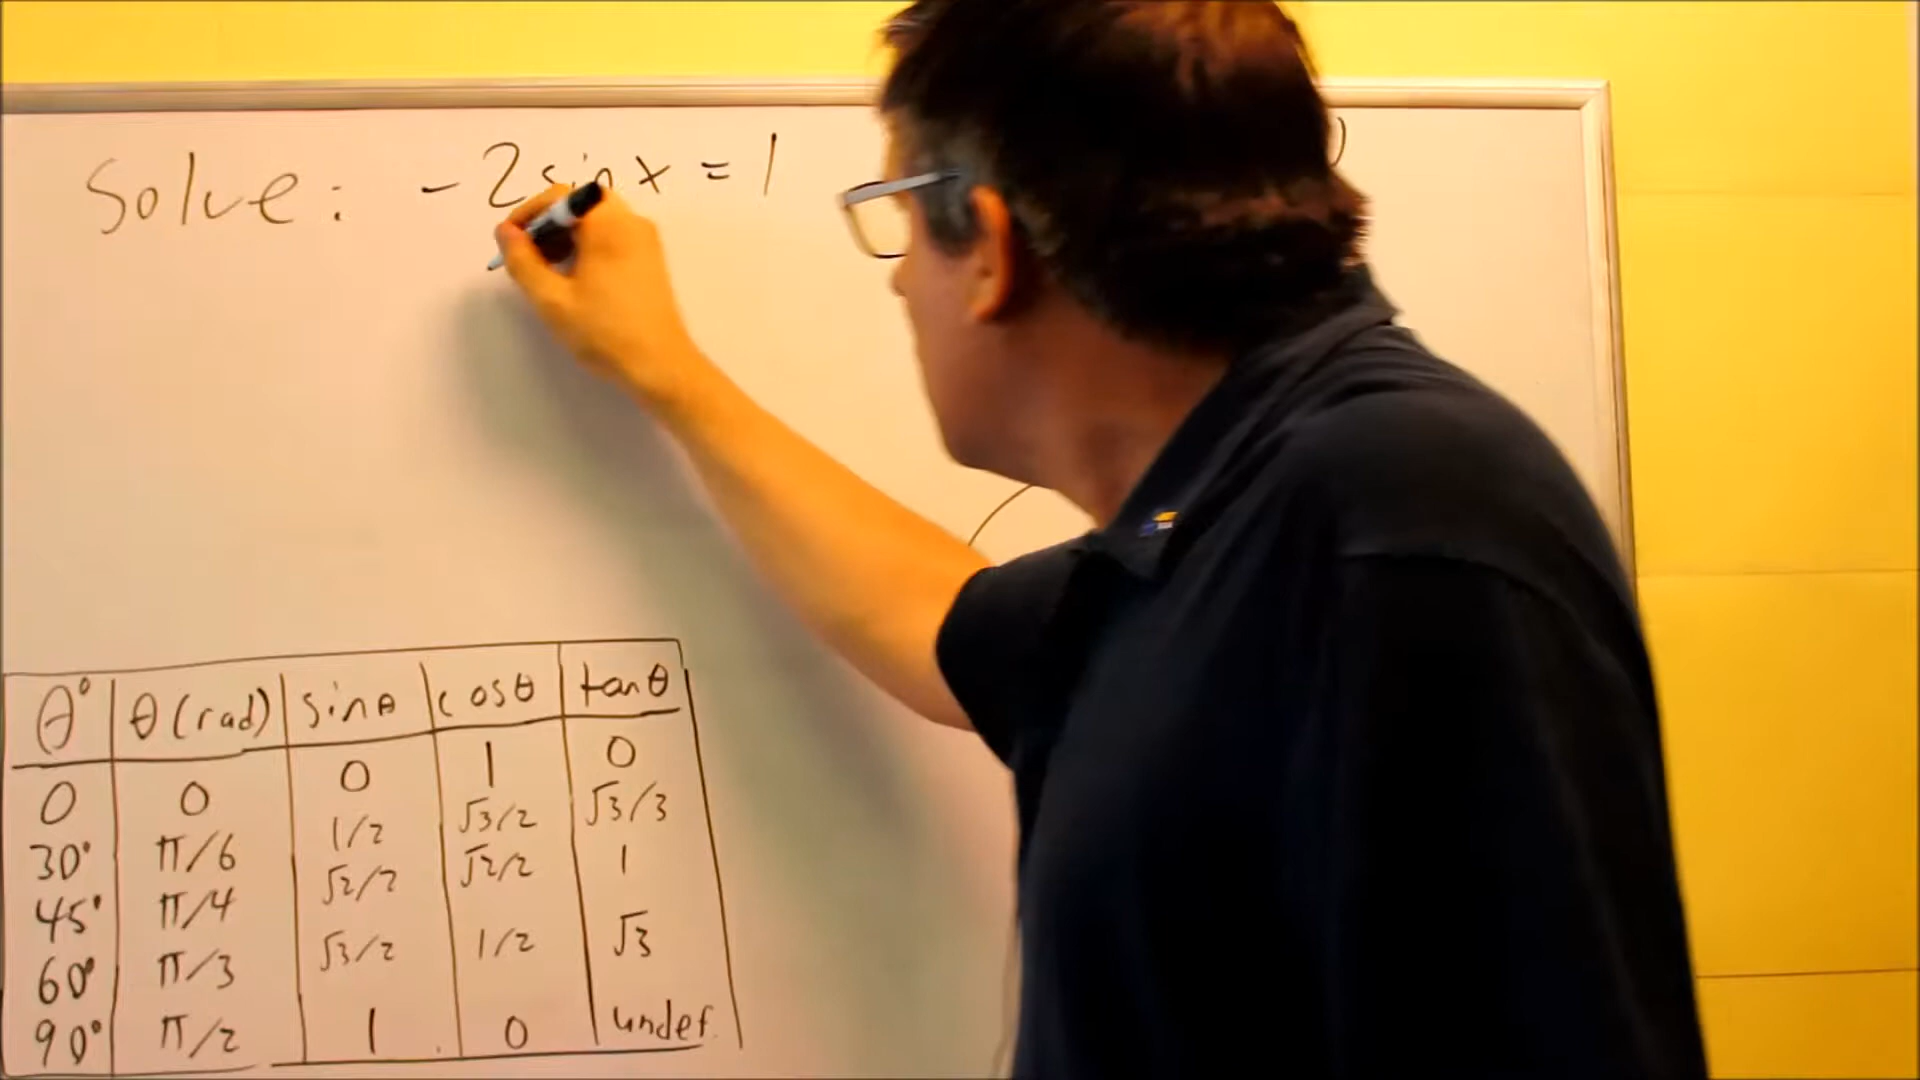 Solve: -2sinx = 1
θ° θ(rad) sinθ cosθ tanθ
0 0 0 1 0
30° π/6 1/2 √3/2 √3/3
45° π/4 √2/2 √2/2 1
60° π/3 √3/2 1/2 √3
90° π/2 1 0 undef.